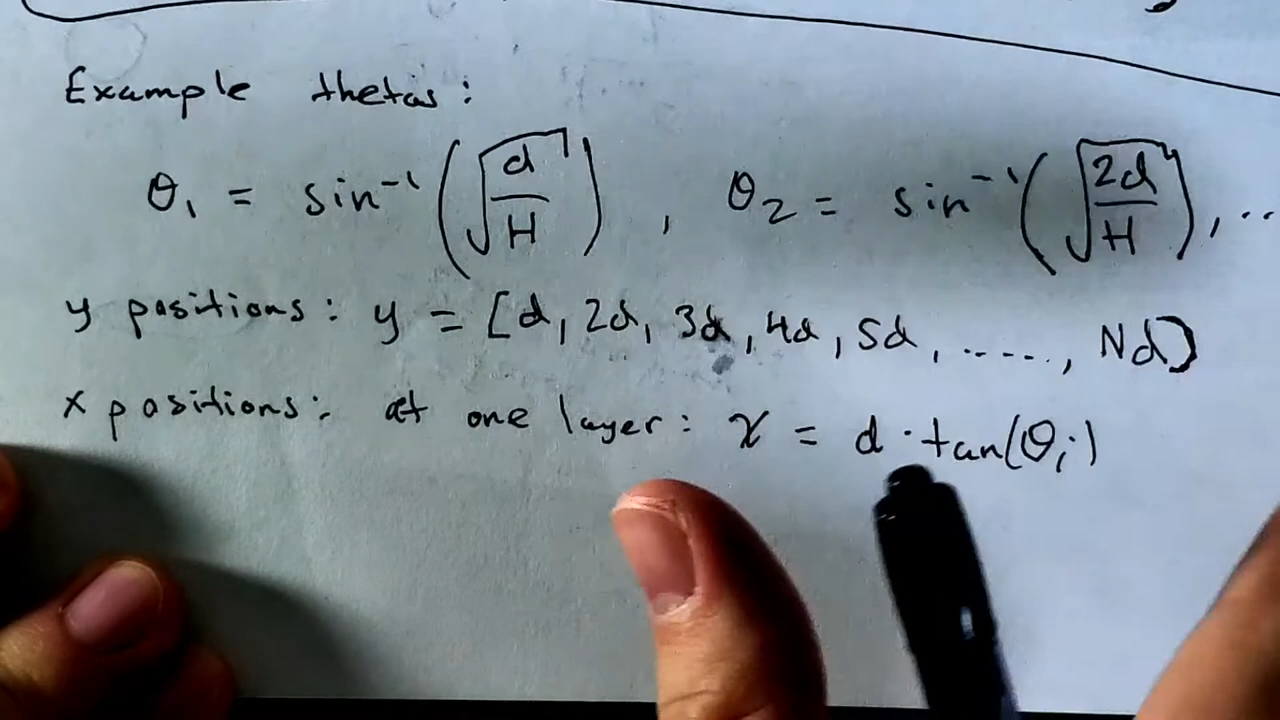 Example thetas:
θ₁ = sin⁻¹(√(d/H)) , θ₂ = sin⁻¹(√(2d/H)), ..
y positions: y = [d, 2d, 3d, 4d, 5d, ....., Nd)
x positions: at one layer: x = d · tan(θᵢ)